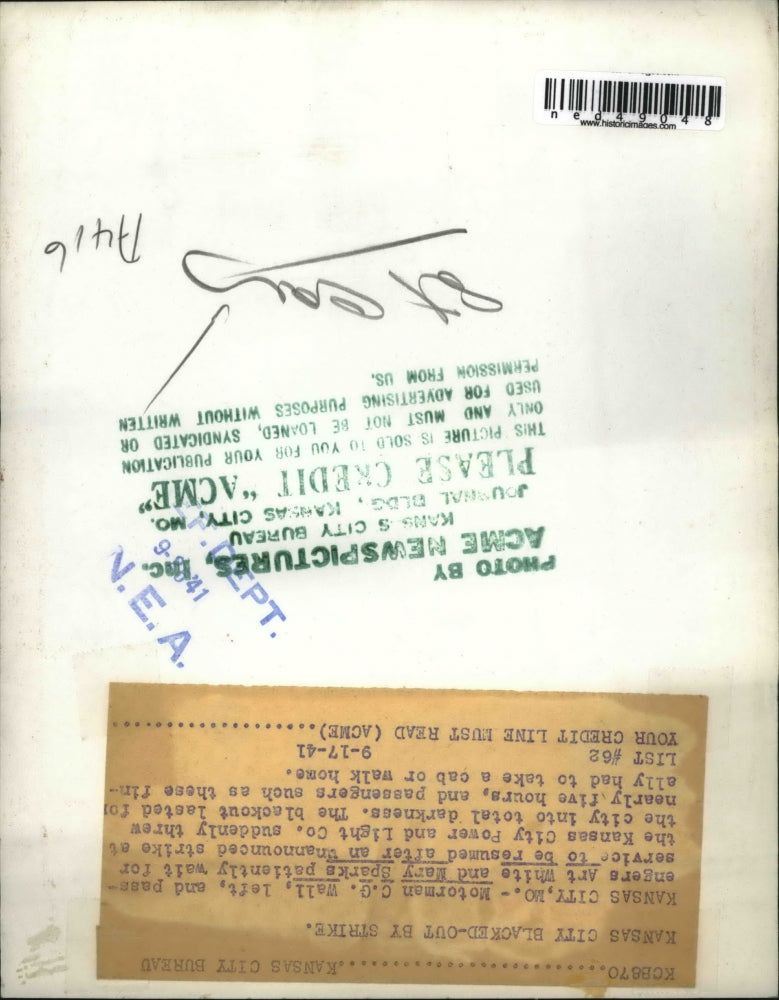 KCB870..............................KANSAS CITY BUREAU
KANSAS CITY BLACKED-OUT BY STRIKE.
KANSAS CITY, MO.- Motorman C.G. Wall, left, and pass-
engers Art White and Mary Sparks patiently wait for
service to be resumed after an unannounced strike at
the Kansas City Power and Light Co. suddenly threw
the city into total darkness. The blackout lasted for
nearly five hours, and passengers such as these fin-
ally had to take a cab or walk home.
LIST #62 9-17-41
YOUR CREDIT LINE MUST READ (ACME)....................
N.E.A.
DEPT.
PHOTO BY
ACME NEWSPICTURES, Inc.
KANS S CITY BUREAU
JOURNAL BLDG, KANSAS CITY, MO.
PLEASE CREDIT "ACME"
THIS PICTURE IS SOLD TO YOU FOR YOUR PUBLICATION
ONLY AND MUST NOT BE LOANED, SYNDICATED OR
USED FOR ADVERTISING PURPOSES WITHOUT WRITTEN
PERMISSION FROM US.
A416
ned49048
www.historicimages.com